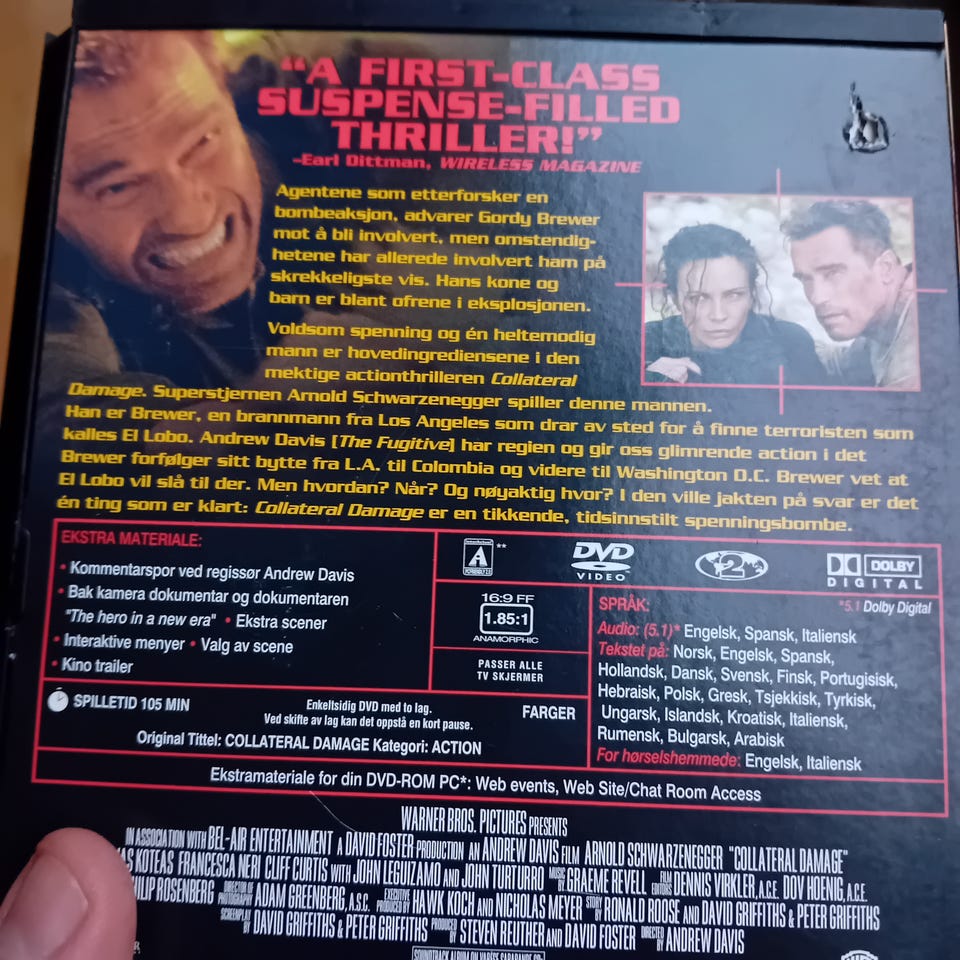 “A FIRST-CLASS
SUSPENSE-FILLED
THRILLER!”
–Earl Dittman, WIRELESS MAGAZINE
Agentene som etterforsker en
bombeaksjon, advarer Gordy Brewer
mot å bli involvert, men omstendig-
hetene har allerede involvert ham på
skrekkeligste vis. Hans kone og
barn er blant ofrene i eksplosjonen.
Voldsom spenning og én heltemodig
mann er hovedingrediensene i den
mektige actionthrilleren Collateral
Damage. Superstjernen Arnold Schwarzenegger spiller denne mannen.
Han er Brewer, en brannmann fra Los Angeles som drar av sted for å finne terroristen som
kalles El Lobo. Andrew Davis [The Fugitive] har regien og gir oss glimrende action i det
Brewer forfølger sitt bytte fra L.A. til Colombia og videre til Washington D.C. Brewer vet at
El Lobo vil slå til der. Men hvordan? Når? Og nøyaktig hvor? I den ville jakten på svar er det
én ting som er klart: Collateral Damage er en tikkende, tidsinnstilt spenningsbombe.
EKSTRA MATERIALE:
• Kommentarspor ved regissør Andrew Davis
• Bak kamera dokumentar og dokumentaren
"The hero in a new era" • Ekstra scener
• Interaktive menyer • Valg av scene
• Kino trailer
A **
DVD
VIDEO
2
DOLBY
DIGITAL
16:9 FF
1.85:1
ANAMORPHIC
PASSER ALLE
TV SKJERMER
SPRÅK: *5.1 Dolby Digital
Audio: (5.1)* Engelsk, Spansk, Italiensk
Tekstet på: Norsk, Engelsk, Spansk,
Hollandsk, Dansk, Svensk, Finsk, Portugisisk,
Hebraisk, Polsk, Gresk, Tsjekkisk, Tyrkisk,
Ungarsk, Islandsk, Kroatisk, Italiensk,
Rumensk, Bulgarsk, Arabisk
For hørselshemmede: Engelsk, Italiensk
SPILLETID 105 MIN
Enkeltsidig DVD med to lag.
Ved skifte av lag kan det oppstå en kort pause.
FARGER
Original Tittel: COLLATERAL DAMAGE Kategori: ACTION
Ekstramateriale for din DVD-ROM PC*: Web events, Web Site/Chat Room Access
WARNER BROS. PICTURES PRESENTS
IN ASSOCIATION WITH BEL-AIR ENTERTAINMENT A DAVID FOSTER PRODUCTION AN ANDREW DAVIS FILM ARNOLD SCHWARZENEGGER "COLLATERAL DAMAGE"
KOTEAS FRANCESCA NERI CLIFF CURTIS WITH JOHN LEGUIZAMO AND JOHN TURTURRO MUSIC BY GRAEME REVELL FILM EDITORS DENNIS VIRKLER, A.C.E. DOV HOENIG, A.C.E.
ROSENBERG DIRECTOR OF PHOTOGRAPHY ADAM GREENBERG, A.S.C. EXECUTIVE PRODUCED BY HAWK KOCH AND NICHOLAS MEYER STORY BY RONALD ROOSE AND DAVID GRIFFITHS & PETER GRIFFITHS
SCREENPLAY BY DAVID GRIFFITHS & PETER GRIFFITHS PRODUCED BY STEVEN REUTHER AND DAVID FOSTER DIRECTED BY ANDREW DAVIS
SOUNDTRACK ALBUM ON VARÈSE SARABANDE